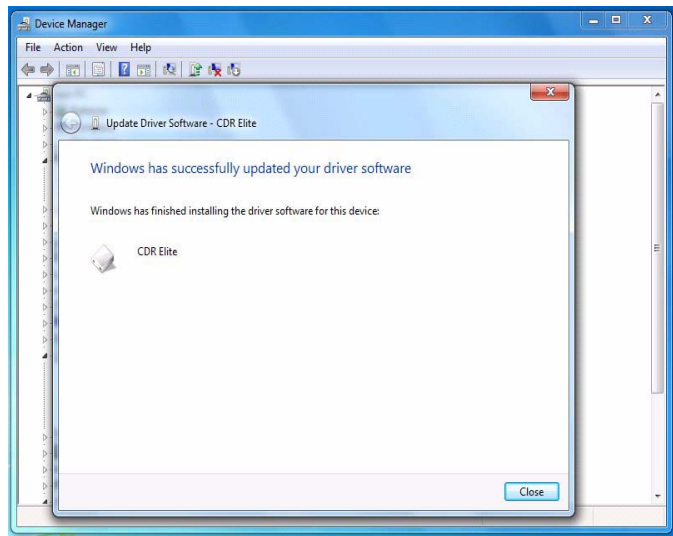 Device Manager
File Action View Help
Update Driver Software - CDR Elite
Windows has successfully updated your driver software
Windows has finished installing the driver software for this device:
CDR Elite
Close